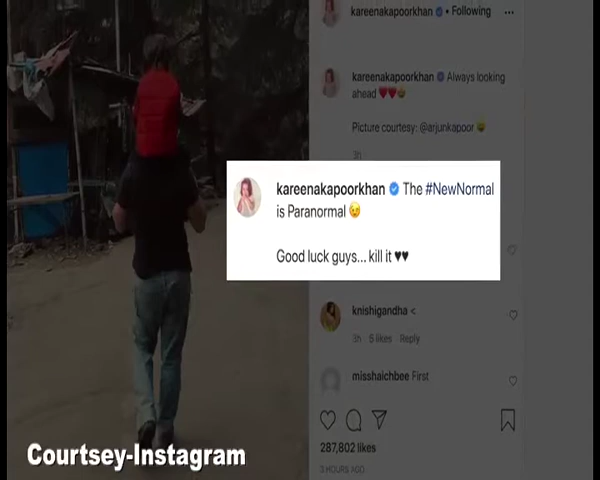 kareenakapoorkhan • Following
kareenakapoorkhan Always looking
ahead
Picture courtesy: @arjunkapoor
3h
kareenakapoorkhan The #NewNormal
is Paranormal
Good luck guys... kill it
knishigandha <
3h 5 likes Reply
misshaichbee First
287,802 likes
3 HOURS AGO
Courtsey-Instagram